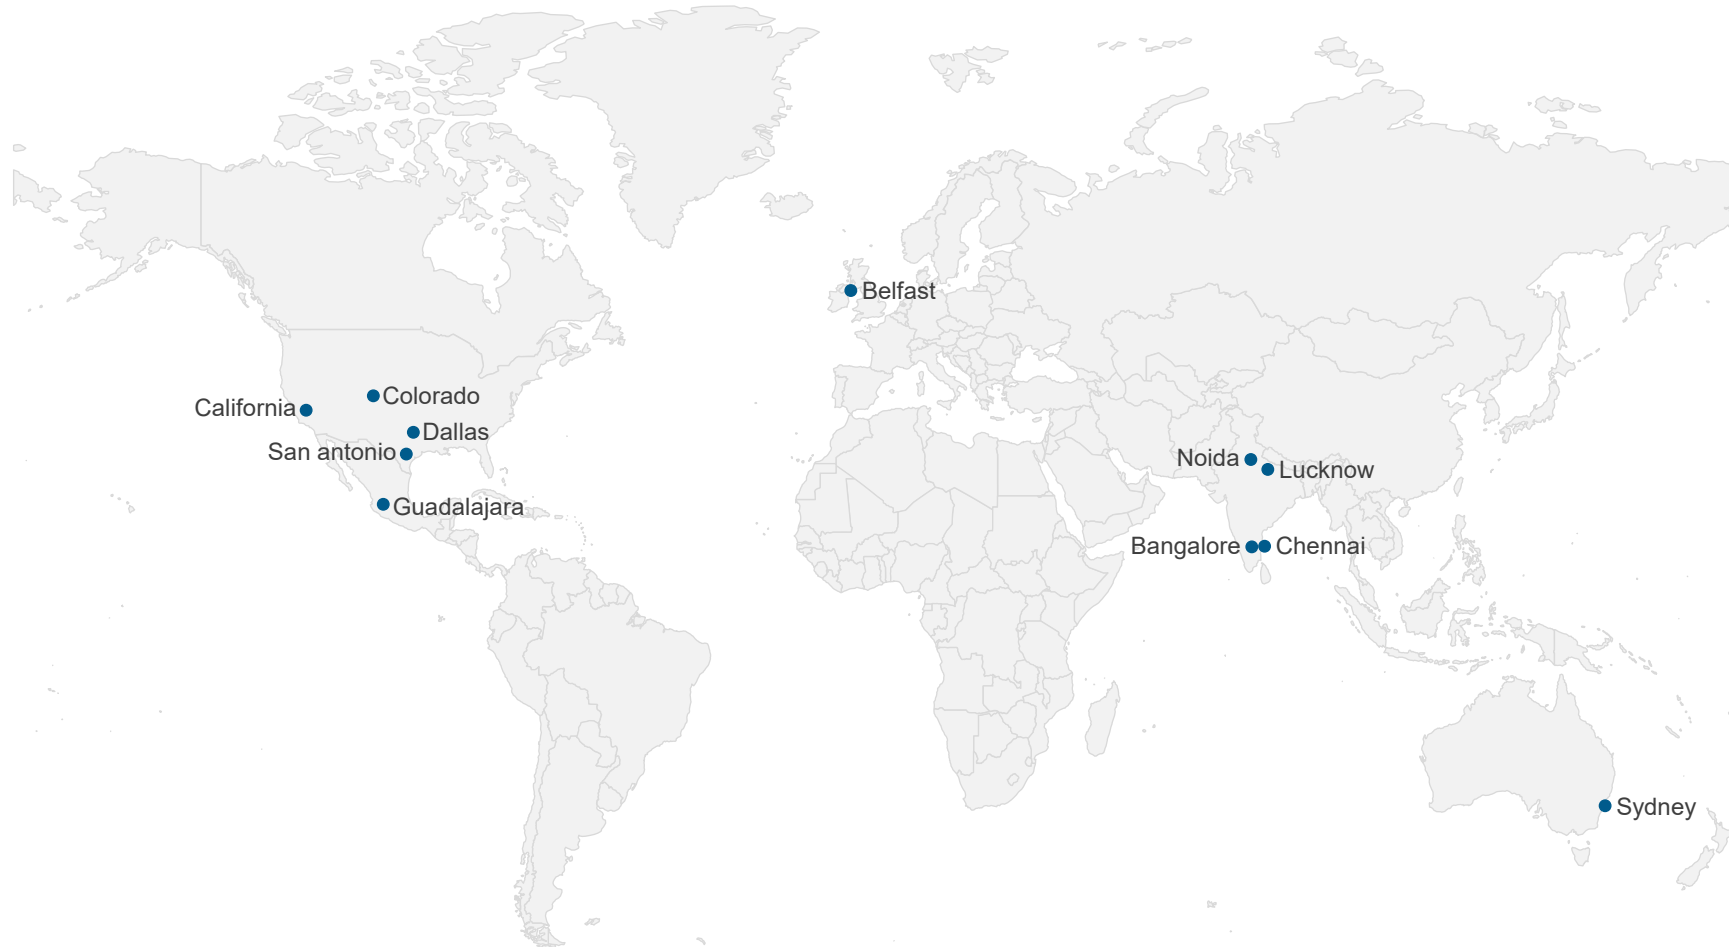 Belfast
Colorado
California
Dallas
San antonio
Noida
Lucknow
Guadalajara
Bangalore
Chennai
Sydney